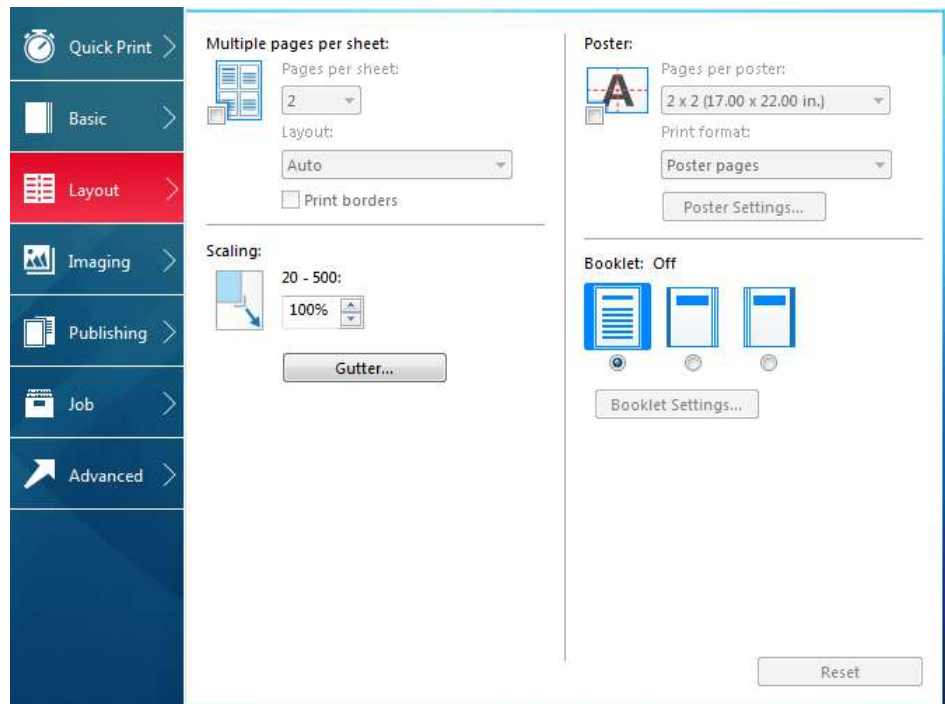 Quick Print
Basic
Layout
Imaging
Publishing
Job
Advanced
Multiple pages per sheet:
Pages per sheet:
2
Layout:
Auto
Print borders
Scaling:
20 - 500:
100%
Gutter...
Poster:
A
Pages per poster:
2 x 2 (17.00 x 22.00 in.)
Print format:
Poster pages
Poster Settings...
Booklet: Off
Booklet Settings...
Reset